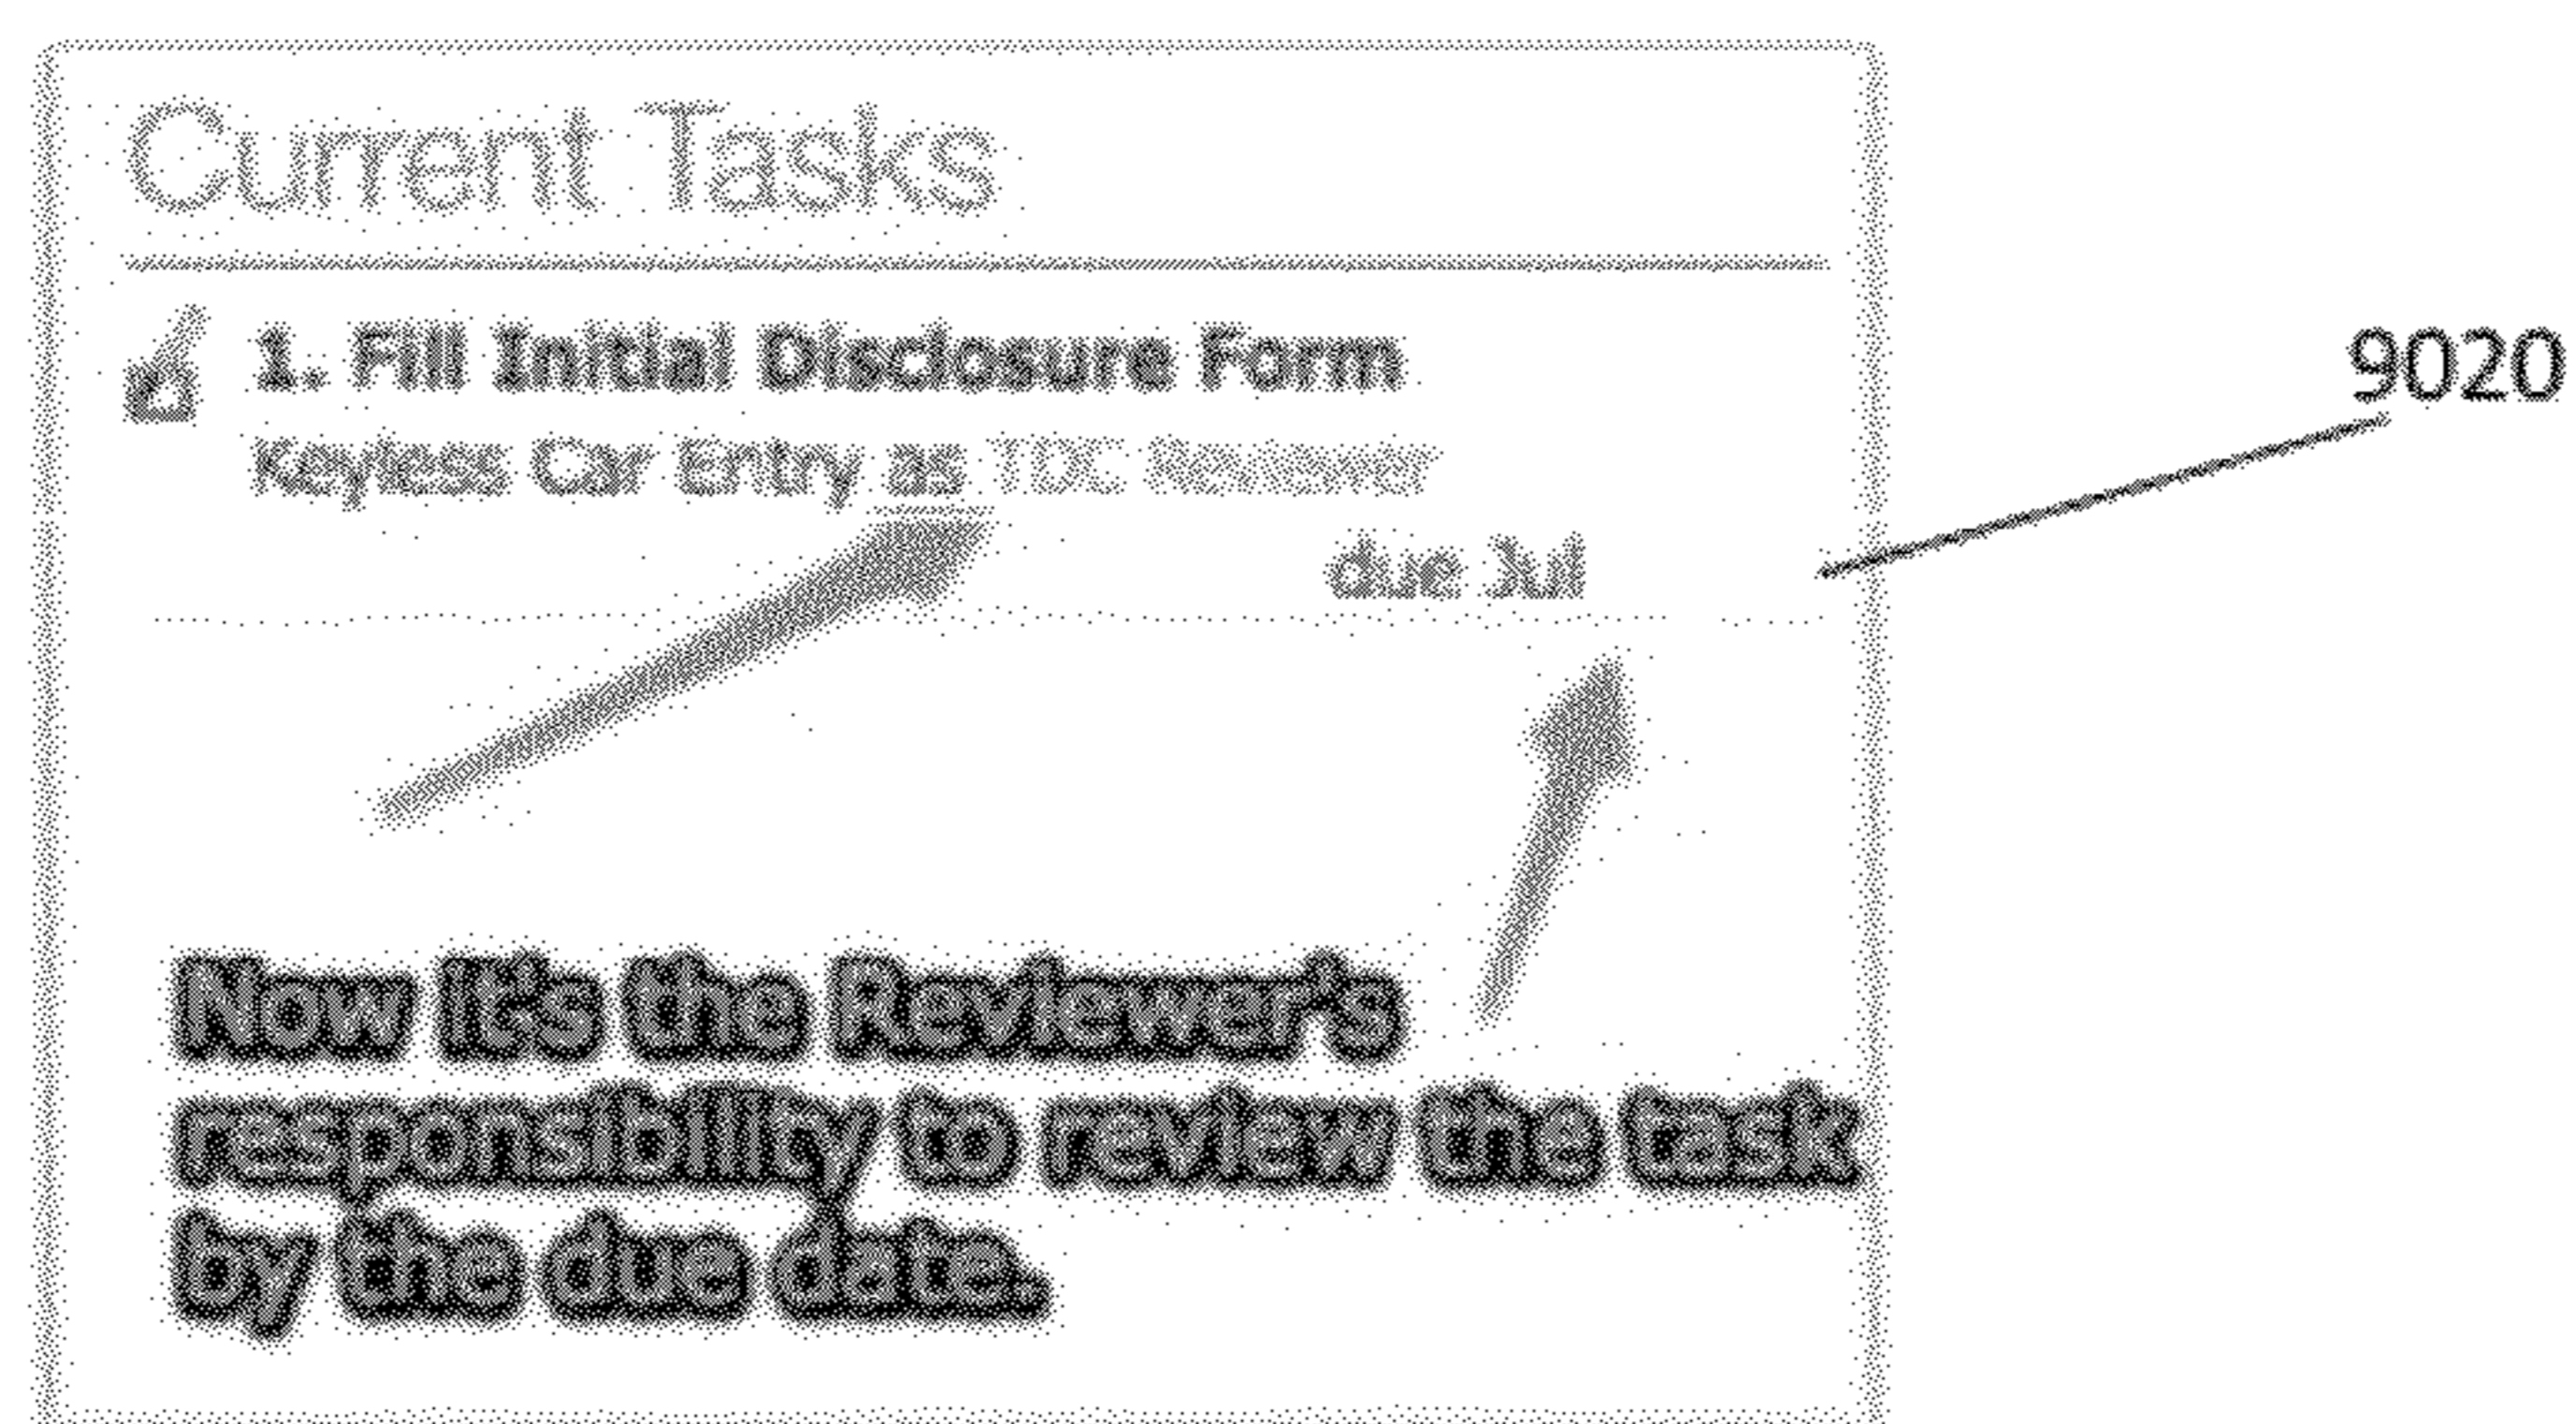 Current Tasks
1. Fill Initial Disclosure Form
9020
Keyless Car Entry as TDC Reviewer
due Jul
Now it's the Reviewer's
responsibility to review the task
by the due date.